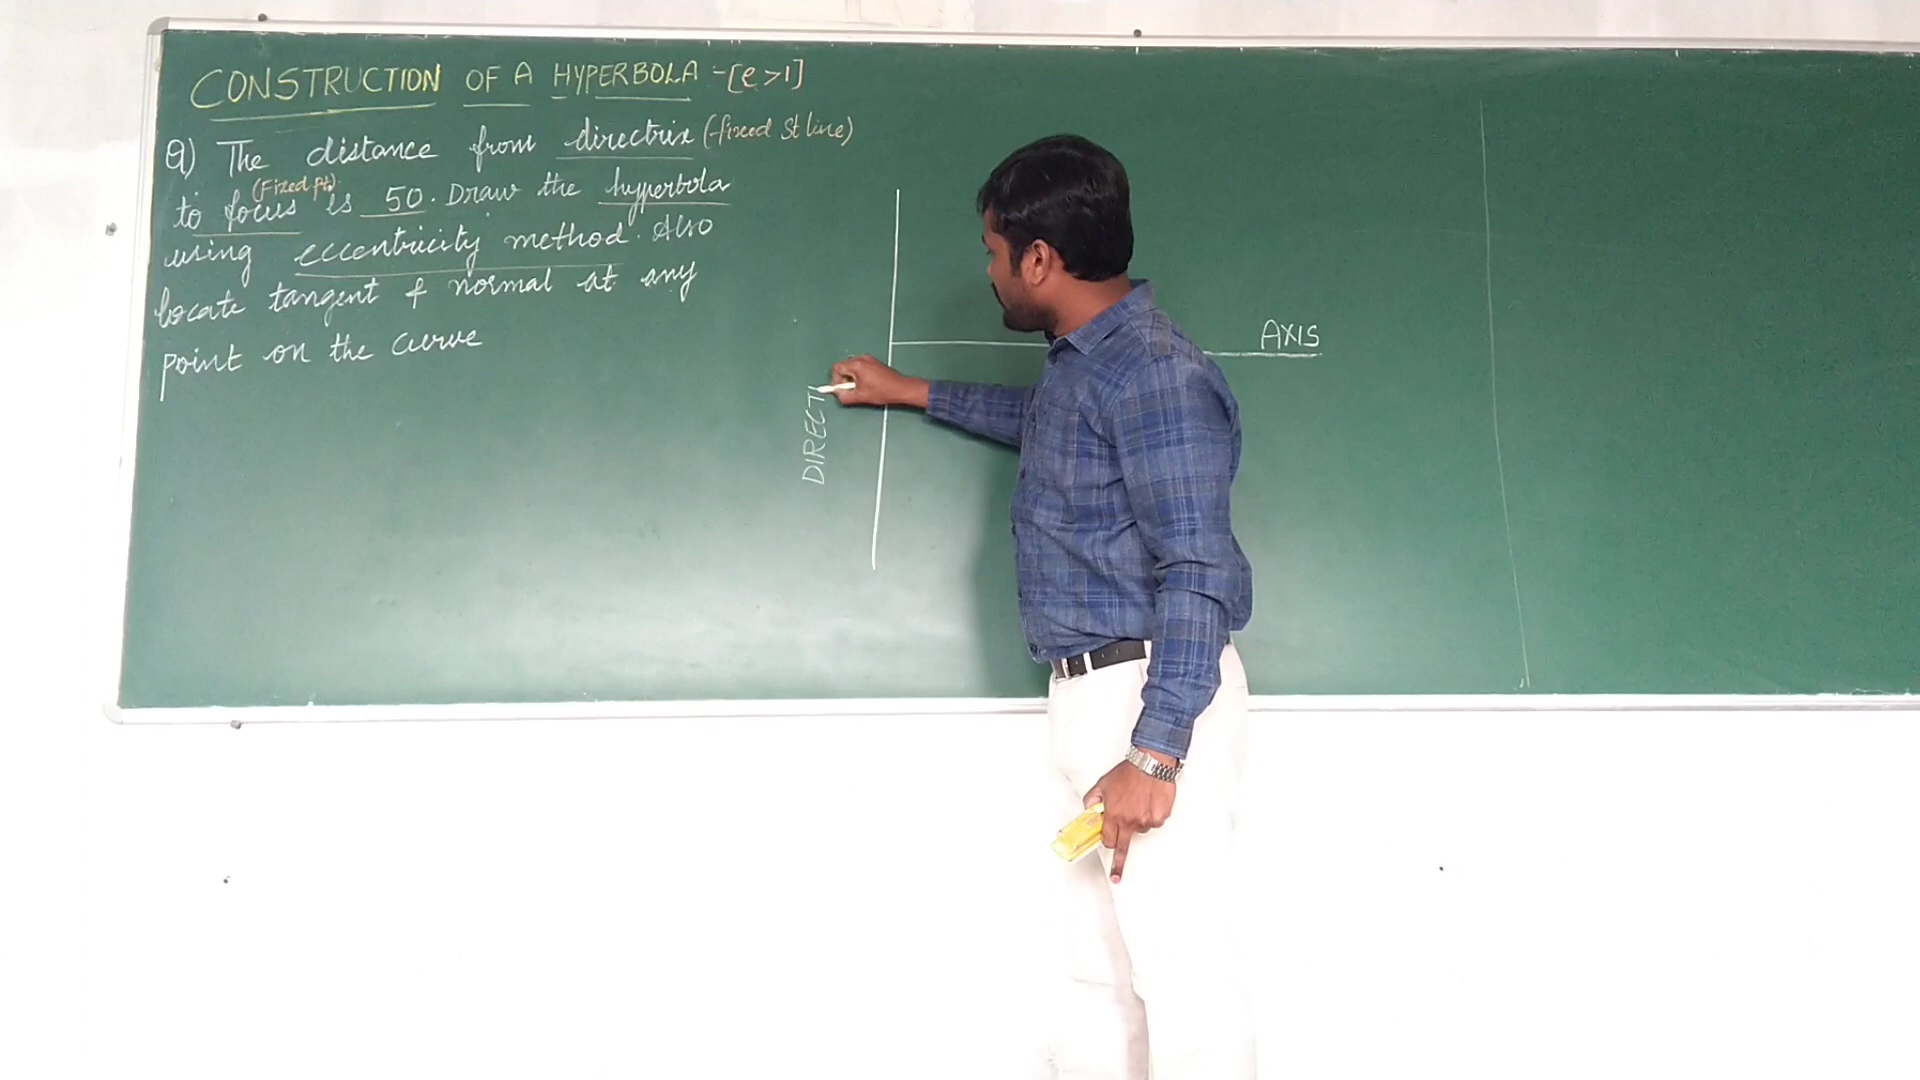 CONSTRUCTION OF A HYPERBOLA -[e>1]
Q) The distance from directrix (fixed St line)
(Fixed pt)
to focus is 50. Draw the hyperbola
using eccentricity method. Also
locate tangent & normal at any
point on the curve
AXIS
DIRECT